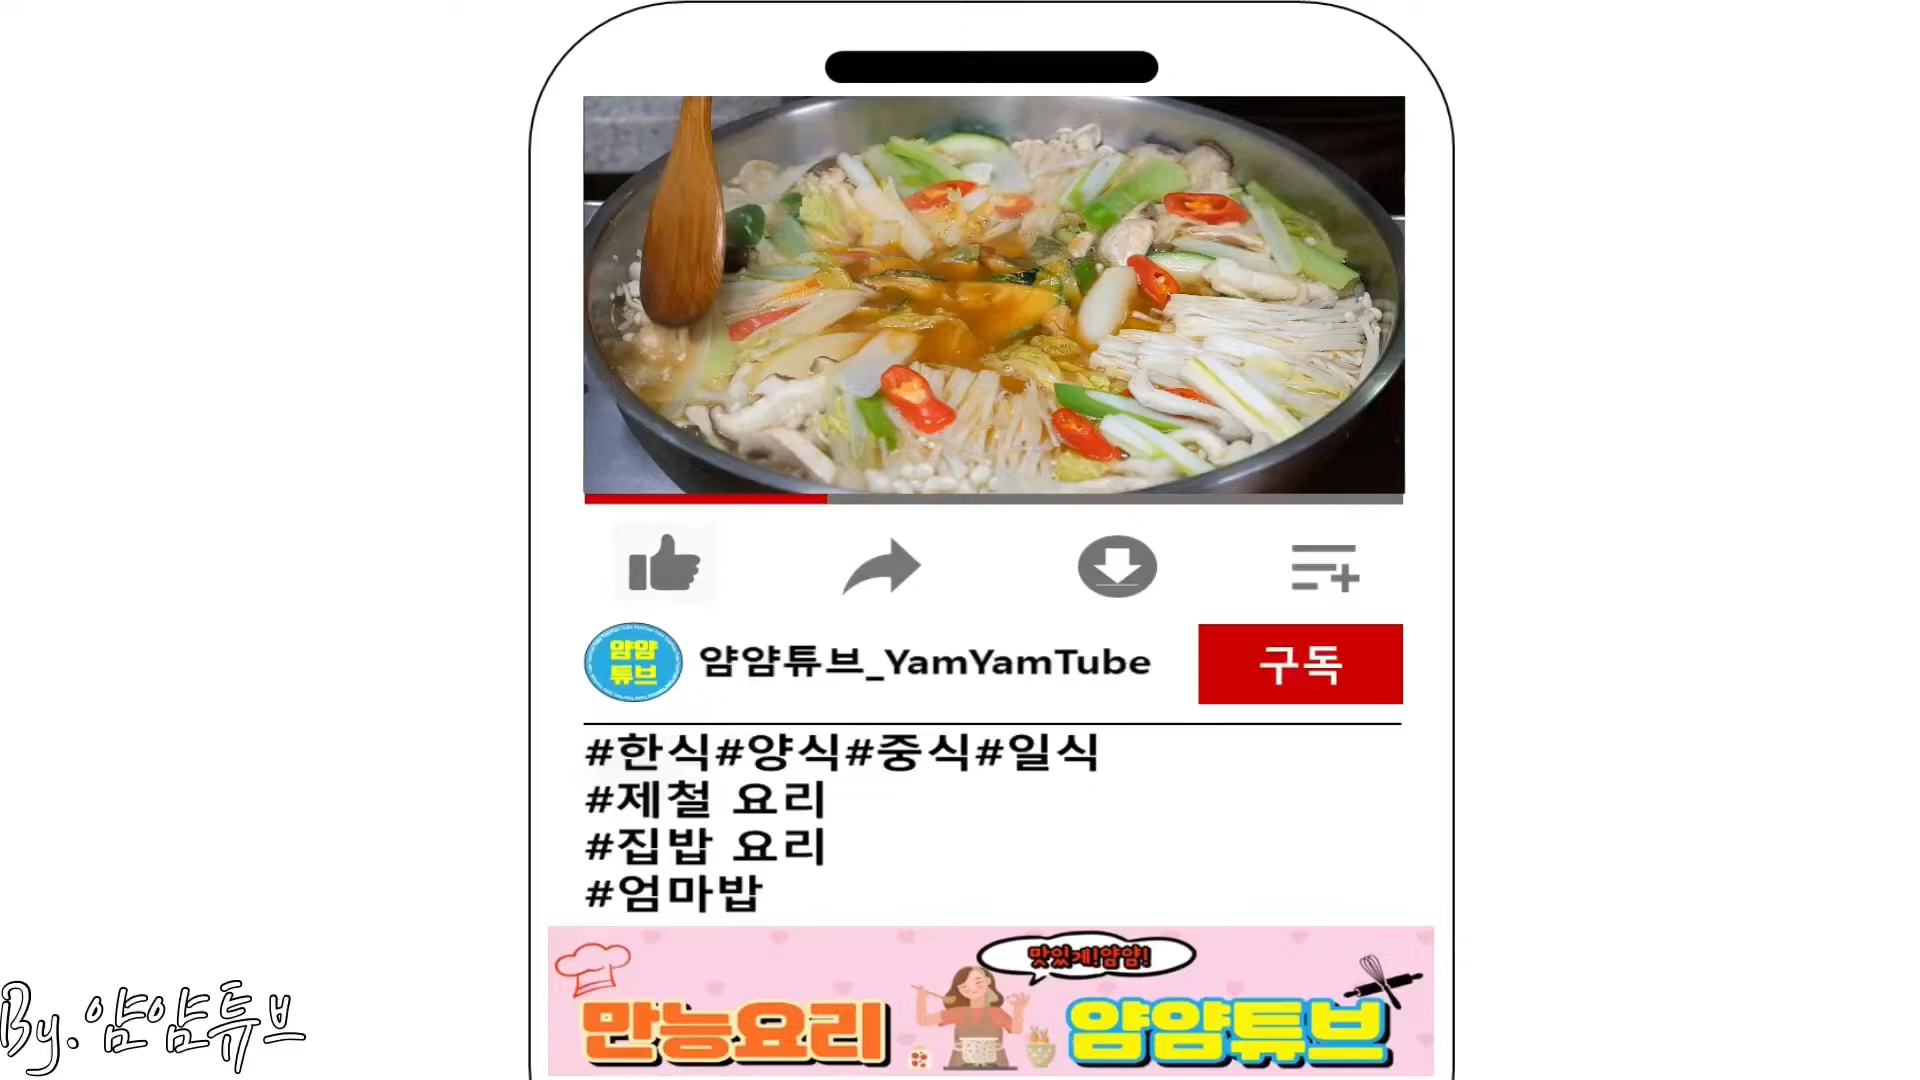 얌얌
튜브
얌얌튜브_YamYamTube
구독
#한식#양식#중식#일식
#제철 요리
#집밥 요리
#엄마밥
맛있게!얌얌!
만능요리
얌얌튜브
By. 얌얌튜브